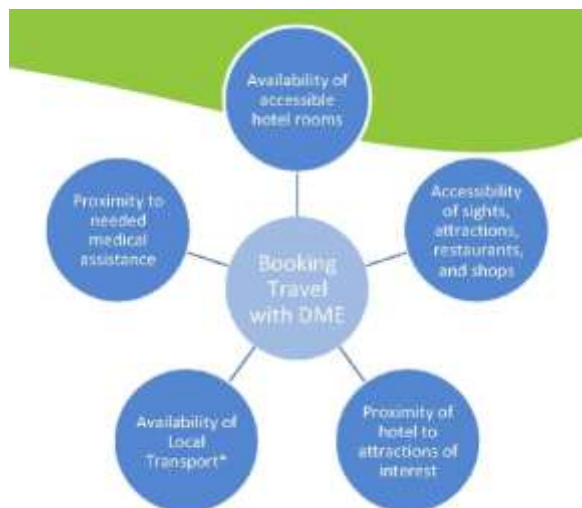 Availability of
accessible
hotel rooms
Accessibility
of sights,
attractions,
restaurants,
and shops
Proximity of
hotel to
attractions of
interest
Availability of
Local
Transport*
Proximity to
needed
medical
assistance
Booking
Travel
with DME